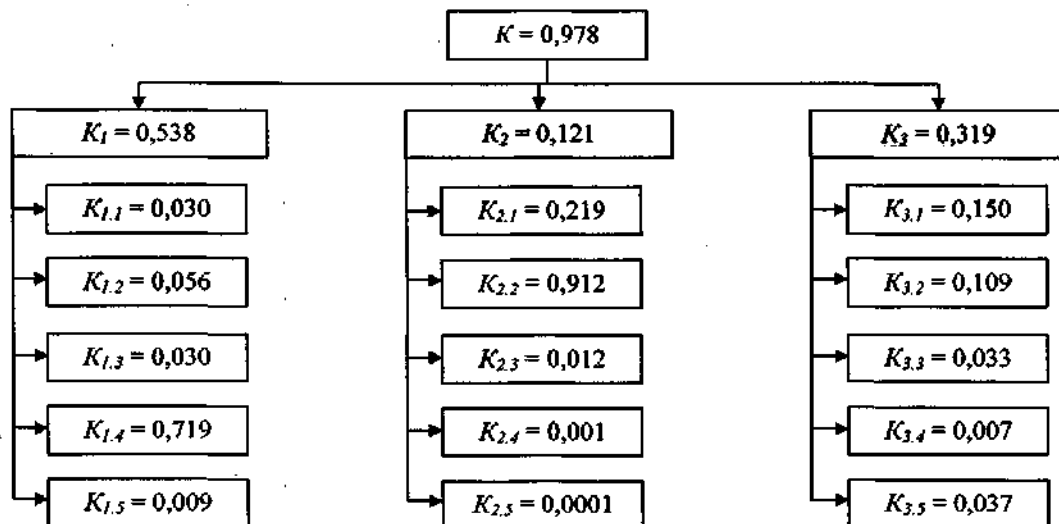 K = 0,978
K1 = 0,538
K1.1 = 0,030
K1.2 = 0,056
K1.3 = 0,030
K1.4 = 0,719
K1.5 = 0,009
K2 = 0,121
K2.1 = 0,219
K2.2 = 0,912
K2.3 = 0,012
K2.4 = 0,001
K2.5 = 0,0001
K3 = 0,319
K3.1 = 0,150
K3.2 = 0,109
K3.3 = 0,033
K3.4 = 0,007
K3.5 = 0,037